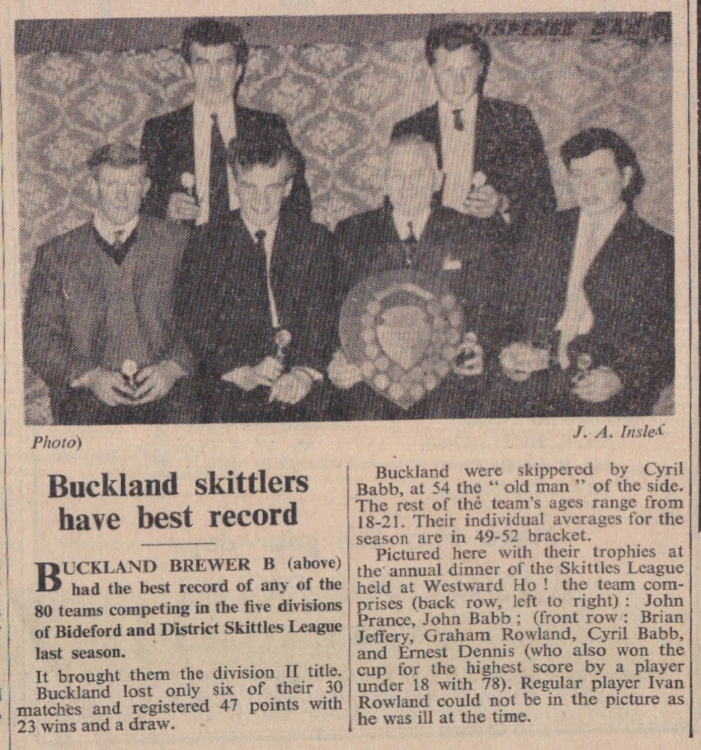 DISPENSE BAR
Photo)
J. A. Insley
Buckland skittlers
have best record
BUCKLAND BREWER B (above)
had the best record of any of the
80 teams competing in the five divisions
of Bideford and District Skittles League
last season.
It brought them the division II title.
Buckland lost only six of their 30
matches and registered 47 points with
23 wins and a draw.
Buckland were skippered by Cyril
Babb, at 54 the “ old man ” of the side.
The rest of the team's ages range from
18-21. Their individual averages for the
season are in 49-52 bracket.
Pictured here with their trophies at
the annual dinner of the Skittles League
held at Westward Ho ! the team com-
prises (back row, left to right) : John
Prance, John Babb ; (front row : Brian
Jeffery, Graham Rowland, Cyril Babb,
and Ernest Dennis (who also won the
cup for the highest score by a player
under 18 with 78). Regular player Ivan
Rowland could not be in the picture as
he was ill at the time.